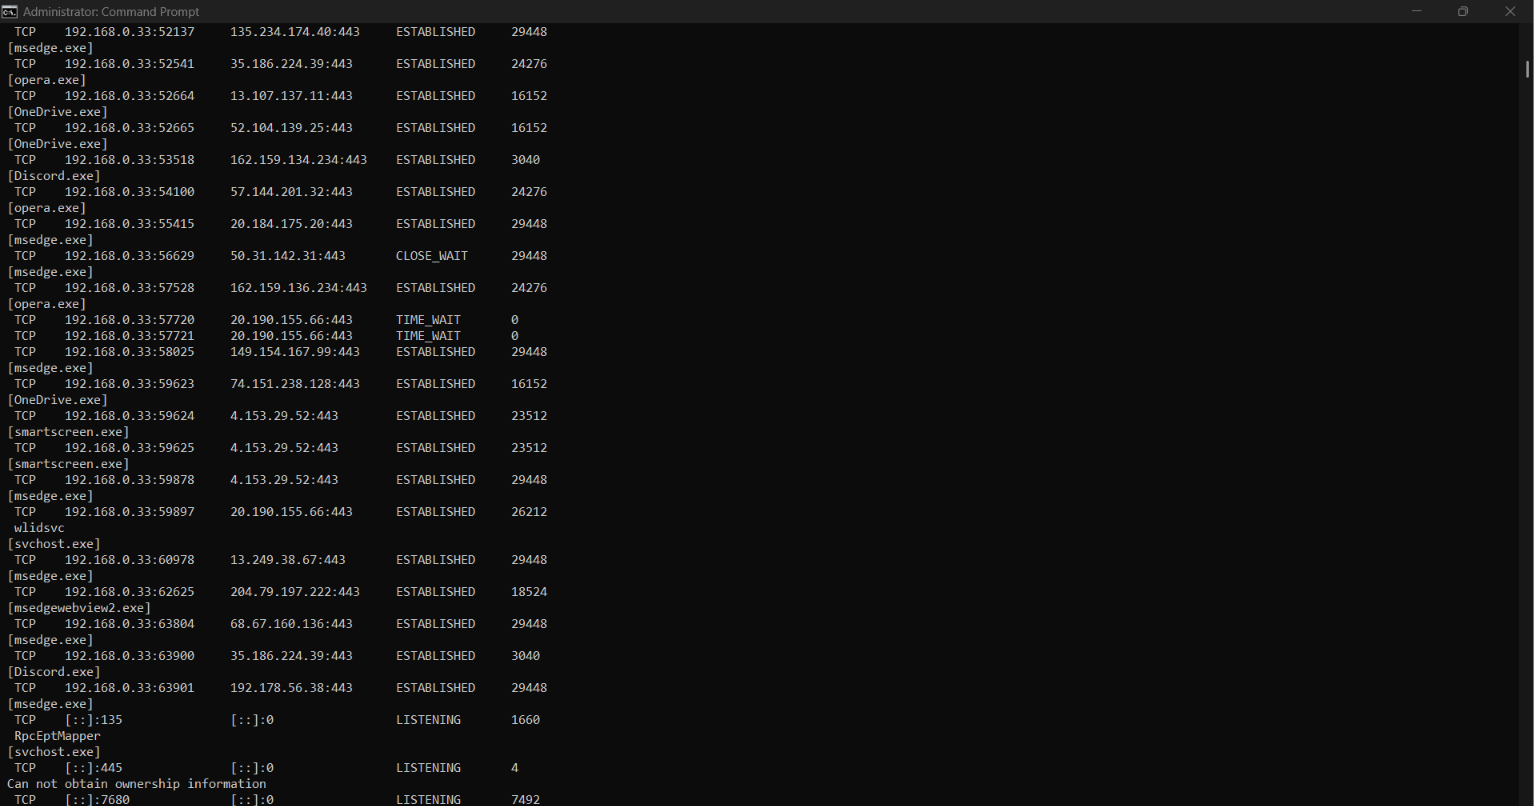 Administrator: Command Prompt
TCP 192.168.0.33:52137 135.234.174.40:443 ESTABLISHED 29448
[msedge.exe]
TCP 192.168.0.33:52541 35.186.224.39:443 ESTABLISHED 24276
[opera.exe]
TCP 192.168.0.33:52664 13.107.137.11:443 ESTABLISHED 16152
[OneDrive.exe]
TCP 192.168.0.33:52665 52.104.139.25:443 ESTABLISHED 16152
[OneDrive.exe]
TCP 192.168.0.33:53518 162.159.134.234:443 ESTABLISHED 3040
[Discord.exe]
TCP 192.168.0.33:54100 57.144.201.32:443 ESTABLISHED 24276
[opera.exe]
TCP 192.168.0.33:55415 20.184.175.20:443 ESTABLISHED 29448
[msedge.exe]
TCP 192.168.0.33:56629 50.31.142.31:443 CLOSE_WAIT 29448
[msedge.exe]
TCP 192.168.0.33:57528 162.159.136.234:443 ESTABLISHED 24276
[opera.exe]
TCP 192.168.0.33:57720 20.190.155.66:443 TIME_WAIT 0
TCP 192.168.0.33:57721 20.190.155.66:443 TIME_WAIT 0
TCP 192.168.0.33:58025 149.154.167.99:443 ESTABLISHED 29448
[msedge.exe]
TCP 192.168.0.33:59623 74.151.238.128:443 ESTABLISHED 16152
[OneDrive.exe]
TCP 192.168.0.33:59624 4.153.29.52:443 ESTABLISHED 23512
[smartscreen.exe]
TCP 192.168.0.33:59625 4.153.29.52:443 ESTABLISHED 23512
[smartscreen.exe]
TCP 192.168.0.33:59878 4.153.29.52:443 ESTABLISHED 29448
[msedge.exe]
TCP 192.168.0.33:59897 20.190.155.66:443 ESTABLISHED 26212
wlidsvc
[svchost.exe]
TCP 192.168.0.33:60978 13.249.38.67:443 ESTABLISHED 29448
[msedge.exe]
TCP 192.168.0.33:62625 204.79.197.222:443 ESTABLISHED 18524
[msedgewebview2.exe]
TCP 192.168.0.33:63804 68.67.160.136:443 ESTABLISHED 29448
[msedge.exe]
TCP 192.168.0.33:63900 35.186.224.39:443 ESTABLISHED 3040
[Discord.exe]
TCP 192.168.0.33:63901 192.178.56.38:443 ESTABLISHED 29448
[msedge.exe]
TCP [::]:135 [::]:0 LISTENING 1660
RpcEptMapper
[svchost.exe]
TCP [::]:445 [::]:0 LISTENING 4
Can not obtain ownership information
TCP [::]:7680 [::]:0 LISTENING 7492